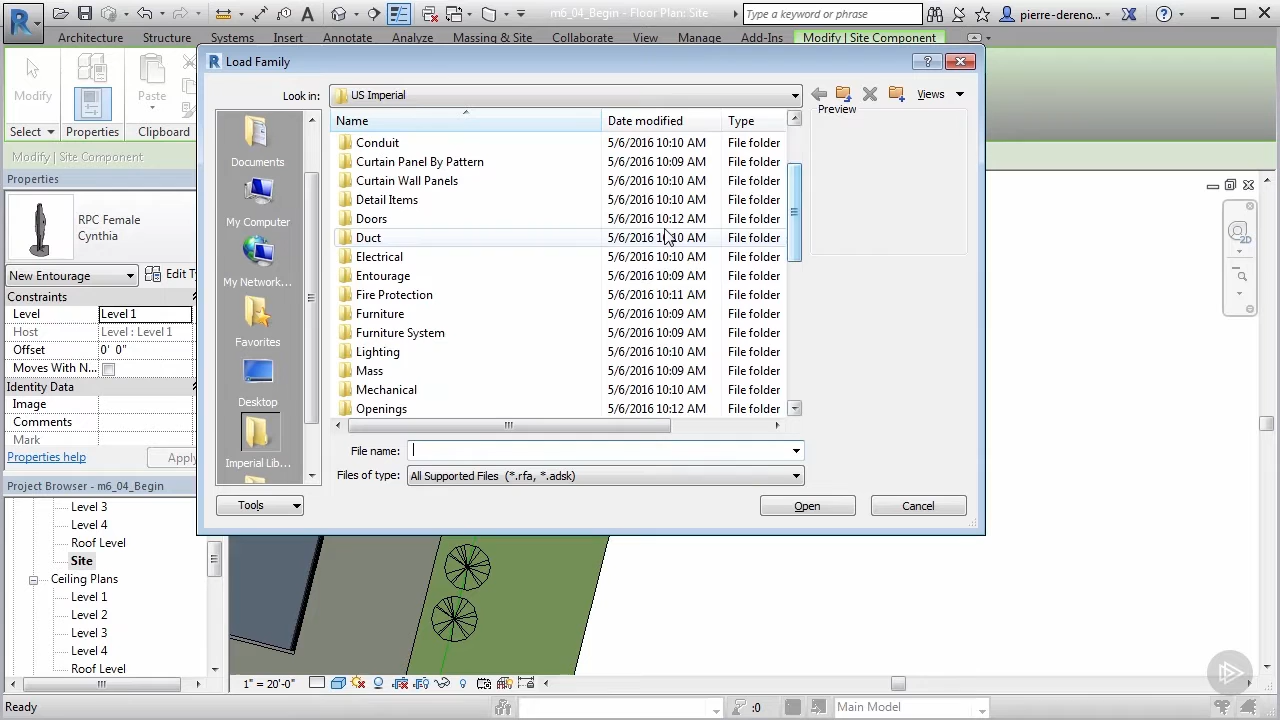 m6_04_Begin - Floor Plan: Site
Type a keyword or phrase
pierre-dereno...
Architecture Structure Systems Insert Annotate Analyze Massing & Site Collaborate View Manage Add-Ins Modify | Site Component
Load Family
Look in: US Imperial Views
Modify Paste
Select Properties Clipboard
Modify | Site Component
Properties
RPC Female
Cynthia
New Entourage Edit T
Constraints
Level Level 1
Host Level : Level 1
Offset 0' 0"
Moves With N...
Identity Data
Image
Comments
Mark
Properties help Apply
Project Browser - m6_04_Begin
Level 3
Level 4
Roof Level
Site
Ceiling Plans
Level 1
Level 2
Level 3
Level 4
Roof Level
Documents
My Computer
My Network...
Favorites
Desktop
Imperial Lib...
Tools
Name Date modified Type
Conduit 5/6/2016 10:10 AM File folder
Curtain Panel By Pattern 5/6/2016 10:09 AM File folder
Curtain Wall Panels 5/6/2016 10:10 AM File folder
Detail Items 5/6/2016 10:10 AM File folder
Doors 5/6/2016 10:12 AM File folder
Duct 5/6/2016 10:10 AM File folder
Electrical 5/6/2016 10:10 AM File folder
Entourage 5/6/2016 10:09 AM File folder
Fire Protection 5/6/2016 10:11 AM File folder
Furniture 5/6/2016 10:09 AM File folder
Furniture System 5/6/2016 10:09 AM File folder
Lighting 5/6/2016 10:10 AM File folder
Mass 5/6/2016 10:09 AM File folder
Mechanical 5/6/2016 10:10 AM File folder
Openings 5/6/2016 10:12 AM File folder
Preview
File name:
Files of type: All Supported Files (*.rfa, *.adsk)
Open Cancel
2D
1" = 20'-0"
Ready :0 Main Model